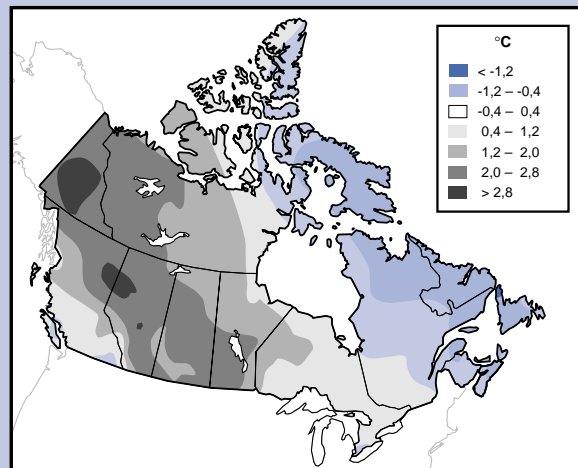 °C
< -1,2
-1,2 – -0,4
-0,4 – 0,4
0,4 – 1,2
1,2 – 2,0
2,0 – 2,8
> 2,8